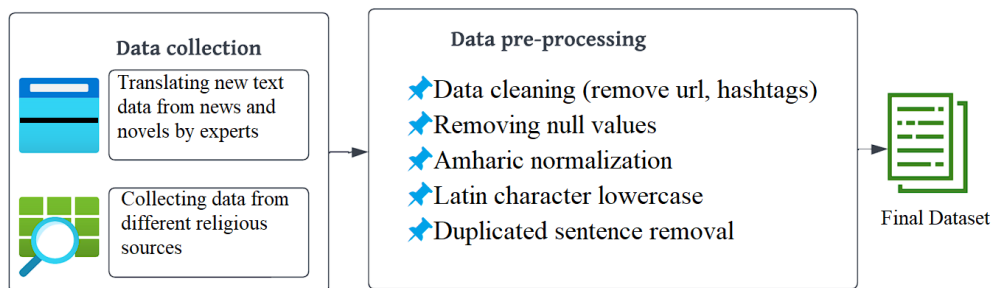 Data collection
Translating new text
data from news and
novels by experts
Collecting data from
different religious
sources
Data pre-processing
Data cleaning (remove url, hashtags)
Removing null values
Amharic normalization
Latin character lowercase
Duplicated sentence removal
Final Dataset